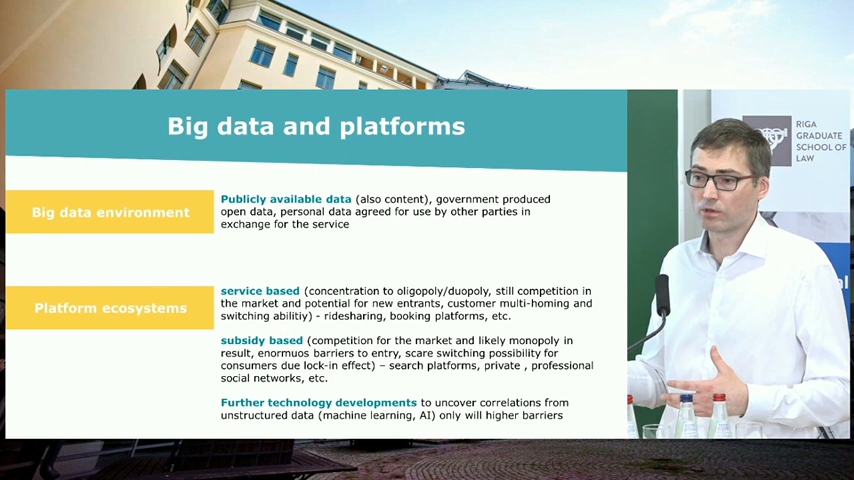 Big data and platforms
Big data environment
Publicly available data (also content), government produced
open data, personal data agreed for use by other parties in
exchange for the service
Platform ecosystems
service based (concentration to oligopoly/duopoly, still competition in
the market and potential for new entrants, customer multi-homing and
switching abilitiy) - ridesharing, booking platforms, etc.
subsidy based (competition for the market and likely monopoly in
result, enormuos barriers to entry, scare switching possibility for
consumers due lock-in effect) – search platforms, private , professional
social networks, etc.
Further technology developments to uncover correlations from
unstructured data (machine learning, AI) only will higher barriers
RIGA
GRADUATE
SCHOOL OF
LAW